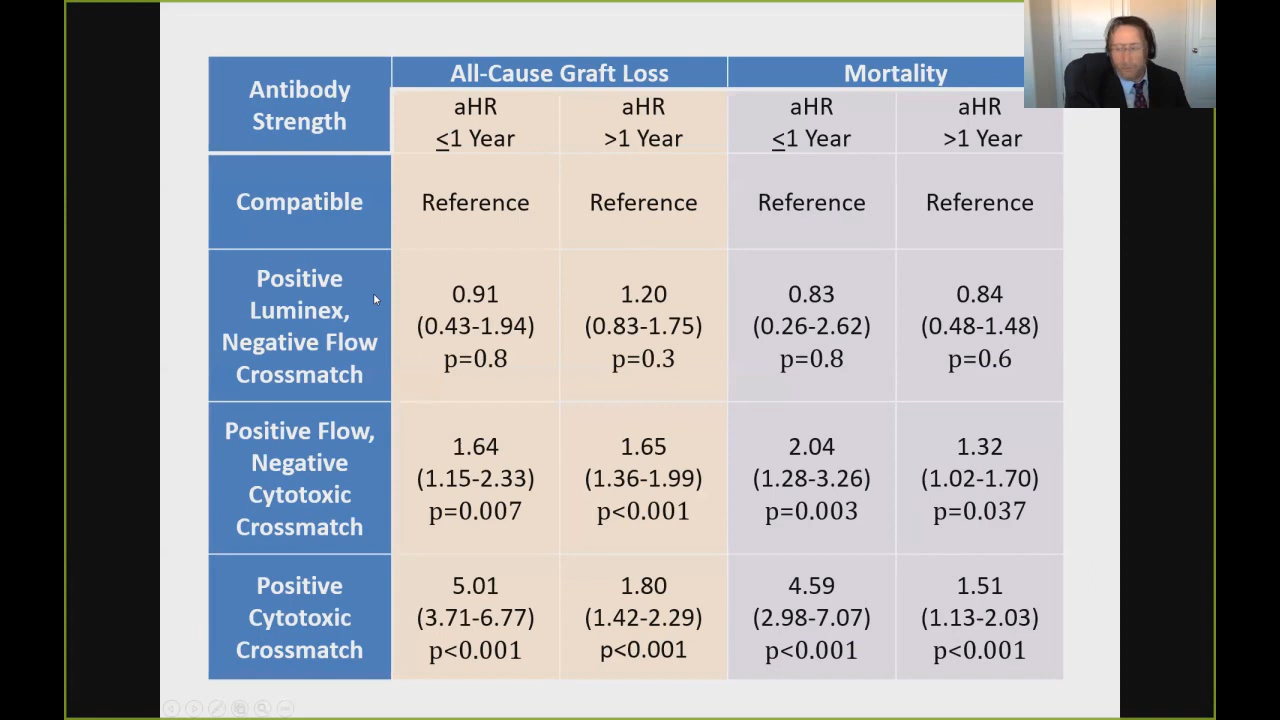 Antibody
Strength
All-Cause Graft Loss
Mortality
aHR
≤1 Year
aHR
>1 Year
aHR
≤1 Year
aHR
>1 Year
Compatible
Reference
Reference
Reference
Reference
Positive
Luminex,
Negative Flow
Crossmatch
0.91
(0.43-1.94)
p=0.8
1.20
(0.83-1.75)
p=0.3
0.83
(0.26-2.62)
p=0.8
0.84
(0.48-1.48)
p=0.6
Positive Flow,
Negative
Cytotoxic
Crossmatch
1.64
(1.15-2.33)
p=0.007
1.65
(1.36-1.99)
p<0.001
2.04
(1.28-3.26)
p=0.003
1.32
(1.02-1.70)
p=0.037
Positive
Cytotoxic
Crossmatch
5.01
(3.71-6.77)
p<0.001
1.80
(1.42-2.29)
p<0.001
4.59
(2.98-7.07)
p<0.001
1.51
(1.13-2.03)
p<0.001